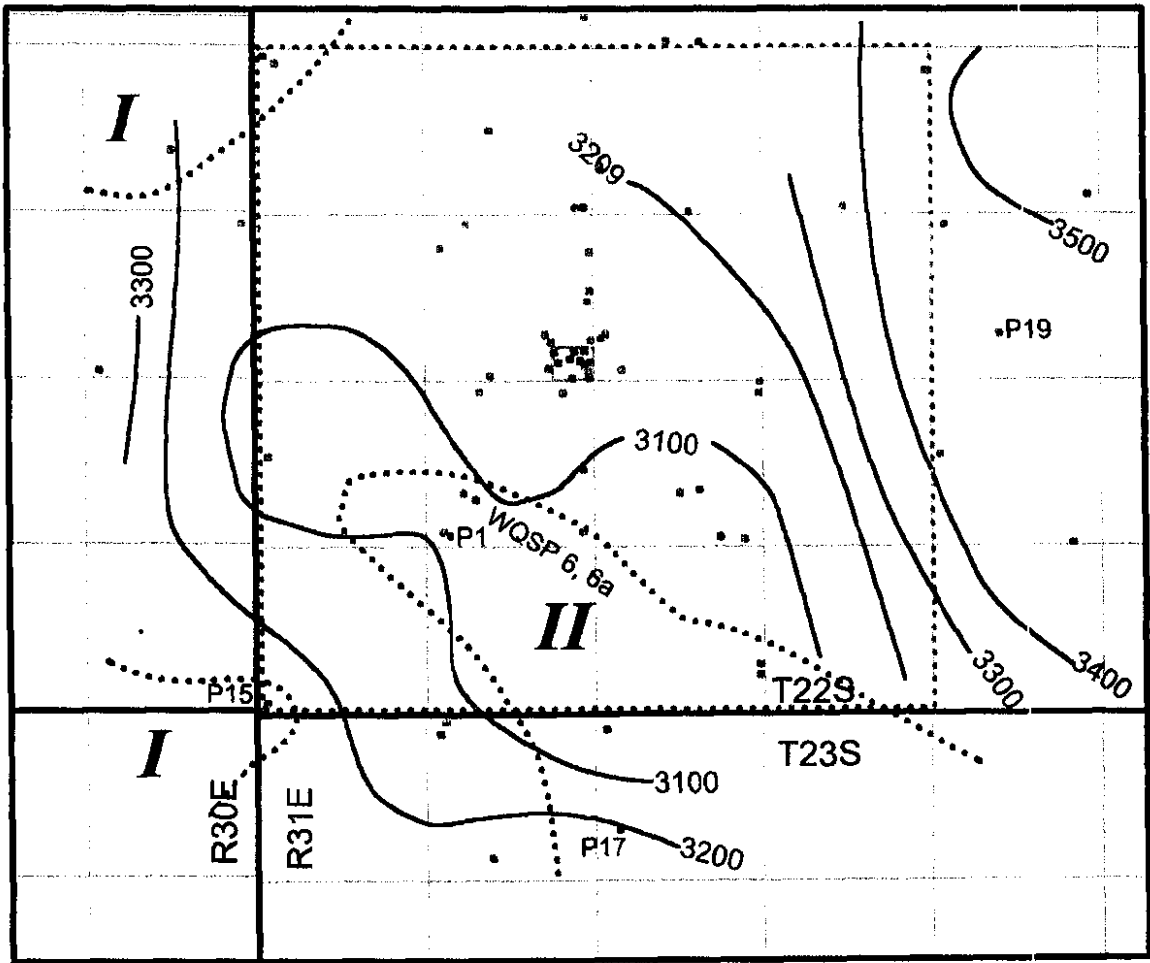 I
3209
3500
3300
P19
3100
P1
WQSP 6, 6a
II
3300
3400
P15
T22S
I
T23S
R30E
R31E
3100
P17
3200